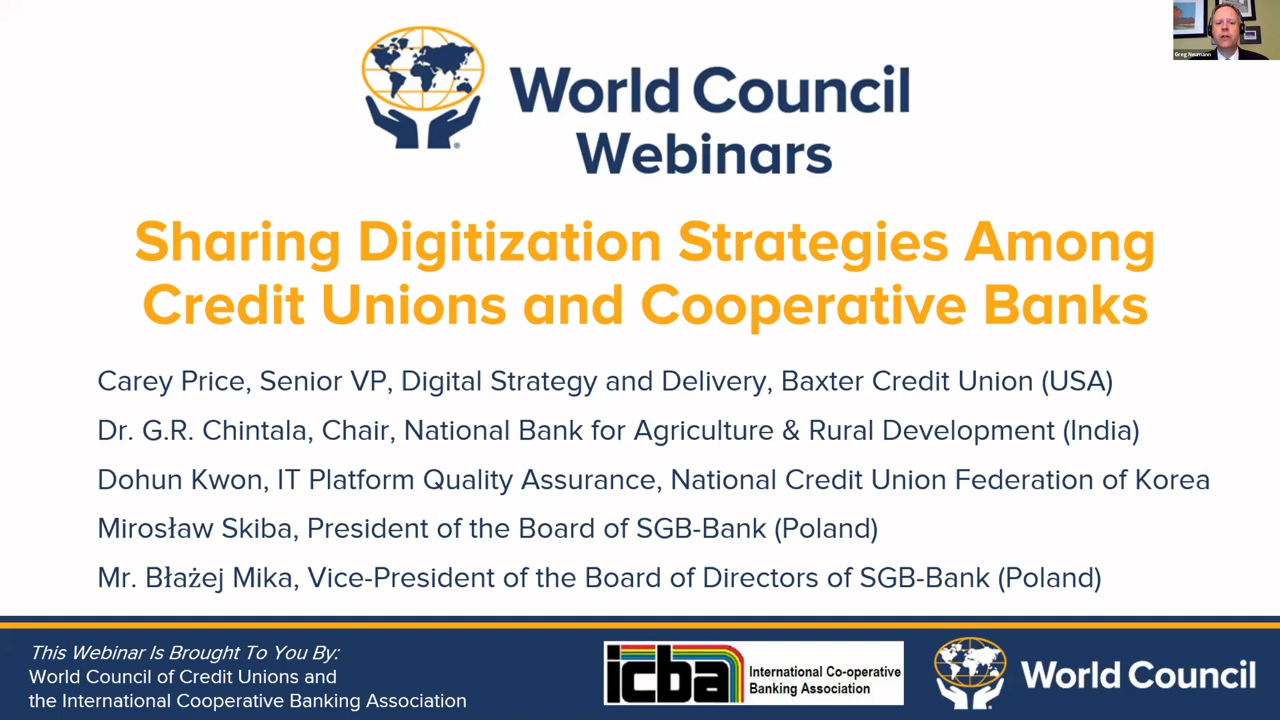 Greg Neumann
World Council
Webinars
Sharing Digitization Strategies Among
Credit Unions and Cooperative Banks
Carey Price, Senior VP, Digital Strategy and Delivery, Baxter Credit Union (USA)
Dr. G.R. Chintala, Chair, National Bank for Agriculture & Rural Development (India)
Dohun Kwon, IT Platform Quality Assurance, National Credit Union Federation of Korea
Mirosław Skiba, President of the Board of SGB-Bank (Poland)
Mr. Błażej Mika, Vice-President of the Board of Directors of SGB-Bank (Poland)
This Webinar Is Brought To You By:
World Council of Credit Unions and
the International Cooperative Banking Association
icba
International Co-operative
Banking Association
World Council